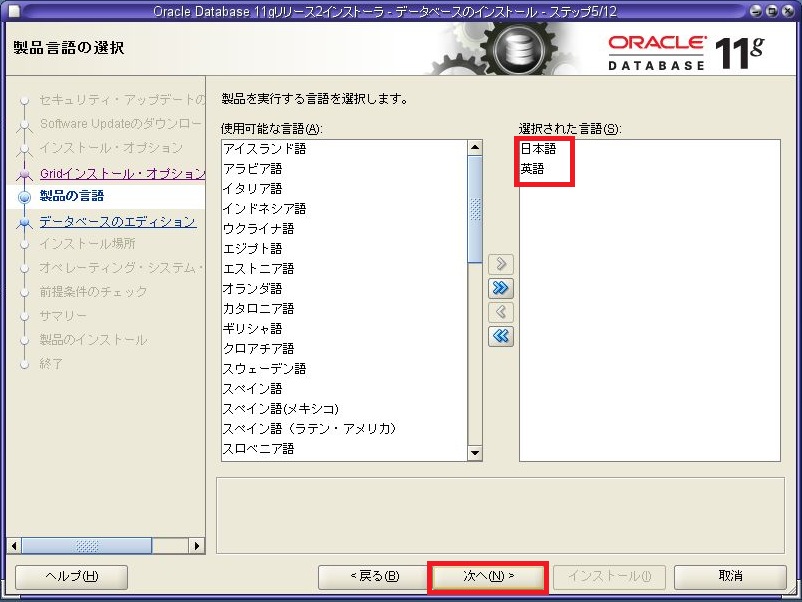 Oracle Database 11gリリース2インストーラ - データベースのインストール - ステップ5/12
製品言語の選択
ORACLE
DATABASE
11g
セキュリティ・アップデートの
Software Updateのダウンロー
インストール・オプション
Gridインストール・オプション
製品の言語
データベースのエディション
インストール場所
オペレーティング・システム・
前提条件のチェック
サマリー
製品のインストール
終了
製品を実行する言語を選択します。
使用可能な言語(A):
アイスランド語
アラビア語
イタリア語
インドネシア語
ウクライナ語
エジプト語
エストニア語
オランダ語
カタロニア語
ギリシャ語
クロアチア語
スウェーデン語
スペイン語
スペイン語(メキシコ)
スペイン語（ラテン・アメリカ）
スロベニア語
選択された言語(S):
日本語
英語
ヘルプ(H)
< 戻る(B)
次へ(N) >
インストール(I)
取消